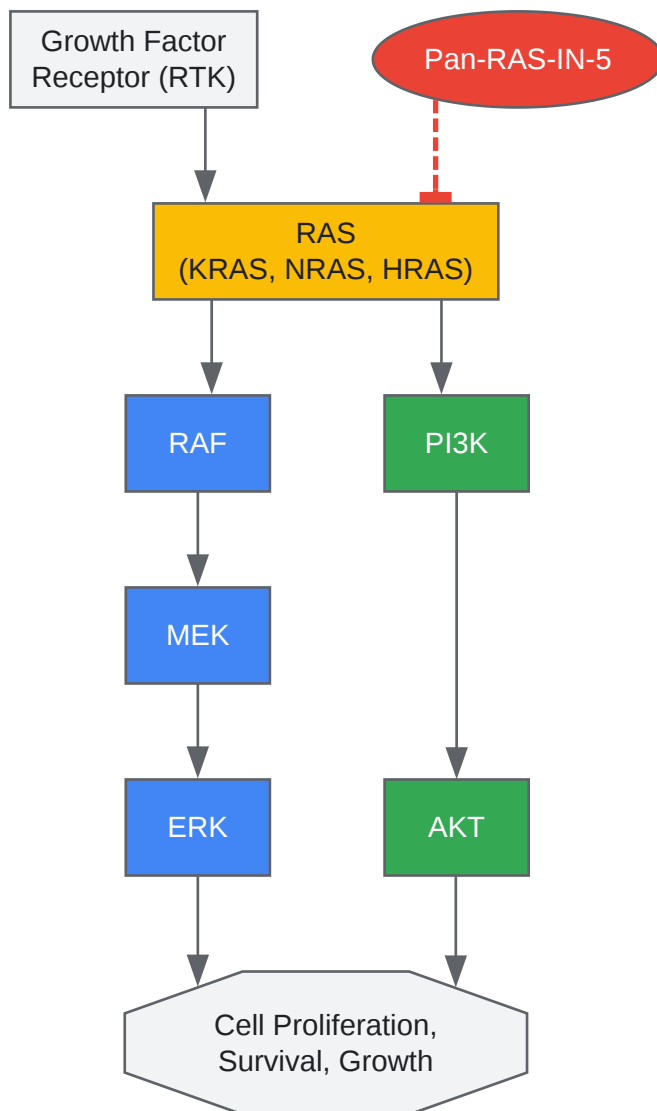 Growth Factor
Receptor (RTK)
Pan-RAS-IN-5
RAS
(KRAS, NRAS, HRAS)
RAF
PI3K
MEK
ERK
AKT
Cell Proliferation,
Survival, Growth